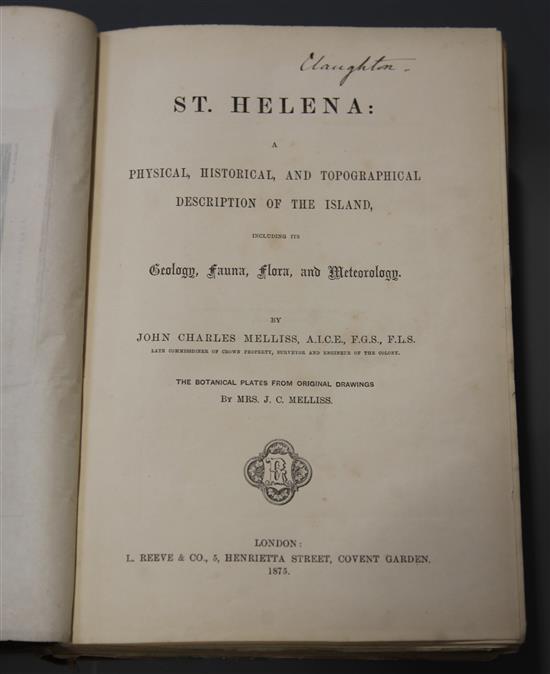 Claughton.
ST. HELENA:
A
PHYSICAL, HISTORICAL, AND TOPOGRAPHICAL
DESCRIPTION OF THE ISLAND,
INCLUDING ITS
Geology, Fauna, Flora, and Meteorology.
BY
JOHN CHARLES MELLISS, A.I.C.E., F.G.S., F.L.S.
LATE COMMISSIONER OF CROWN PROPERTY, SURVEYOR AND ENGINEER OF THE COLONY.
THE BOTANICAL PLATES FROM ORIGINAL DRAWINGS
BY MRS. J. C. MELLISS.
R
LONDON:
L. REEVE & CO., 5, HENRIETTA STREET, COVENT GARDEN.
1875.